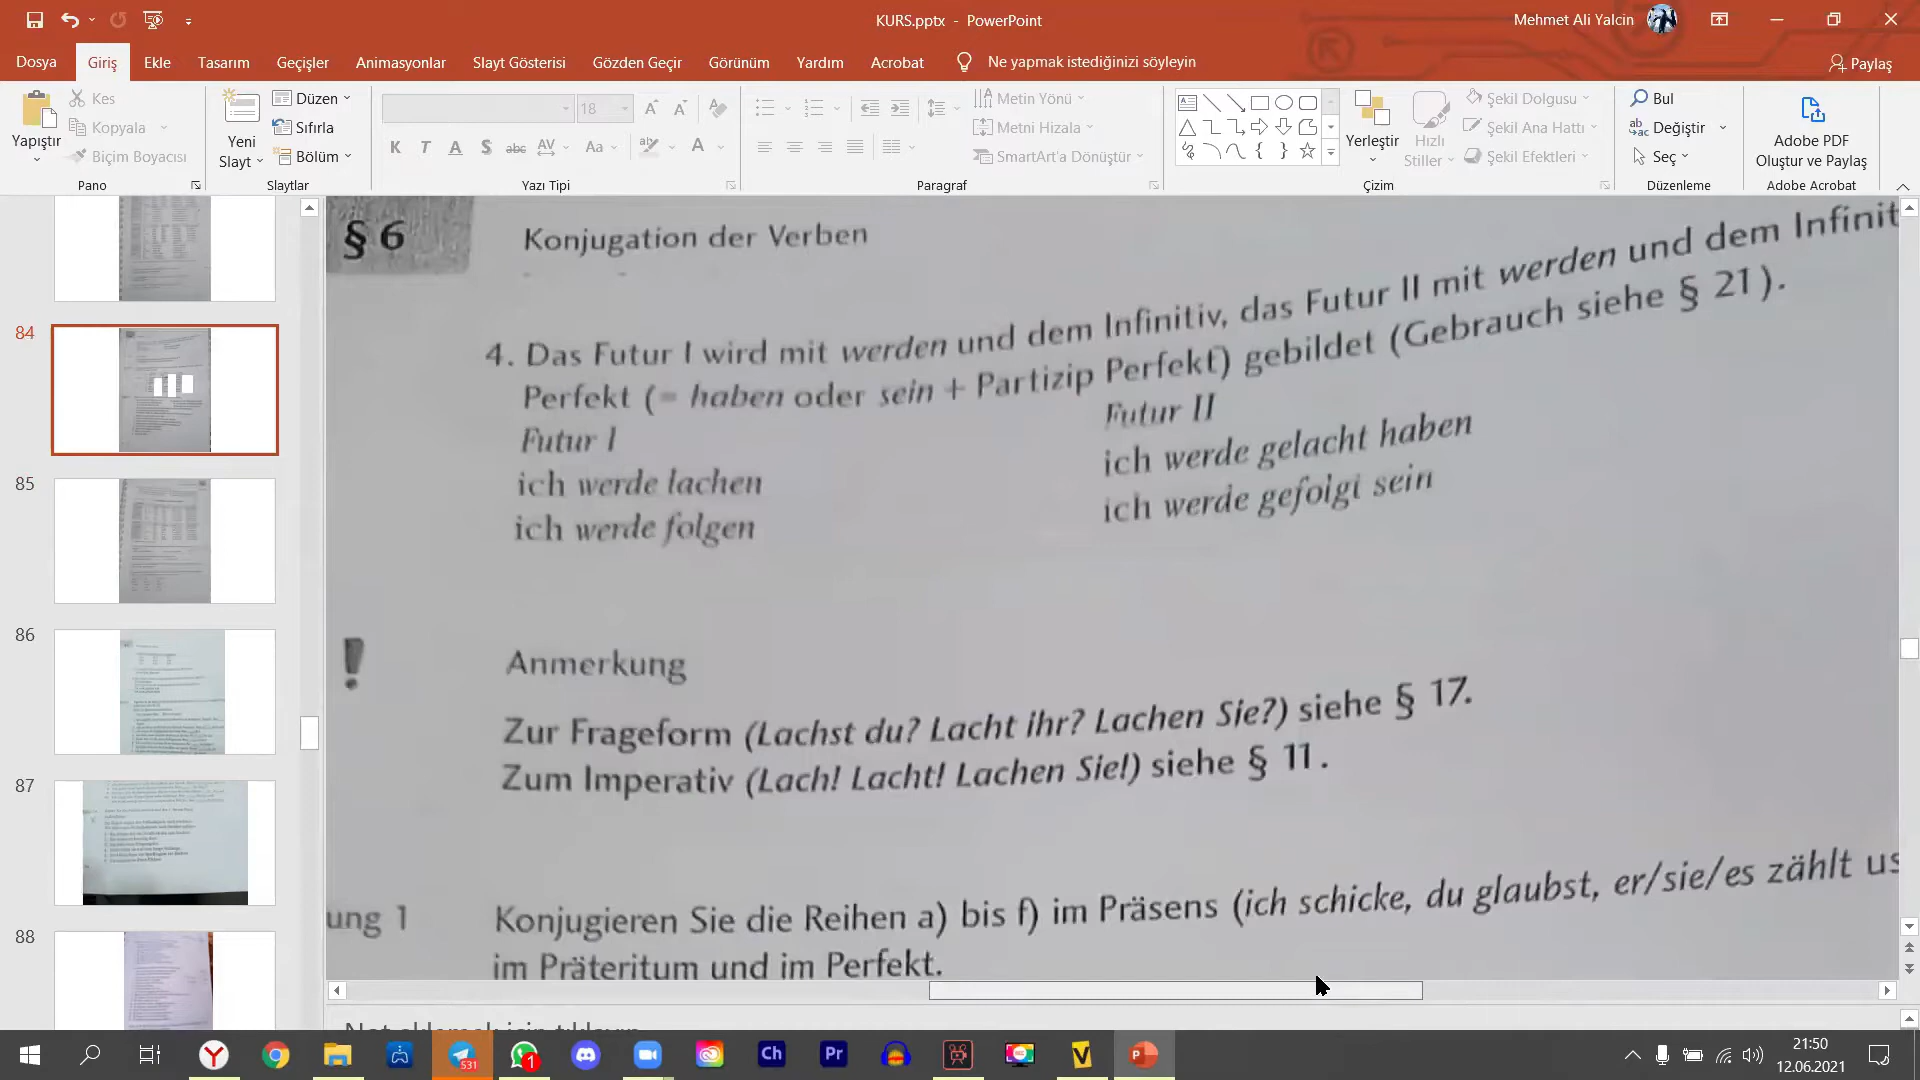 KURS.pptx - PowerPoint
Mehmet Ali Yalcin
Dosya Giriş Ekle Tasarım Geçişler Animasyonlar Slayt Gösterisi Gözden Geçir Görünüm Yardım Acrobat Ne yapmak istediğinizi söyleyin Paylaş
Yapıştır
Kes
Kopyala
Biçim Boyacısı
Pano
Yeni
Slayt
Düzen
Sıfırla
Bölüm
Slaytlar
18
K T A S abc AV Aa A
Yazı Tipi
Metin Yönü
Metni Hizala
SmartArt'a Dönüştür
Paragraf
Yerleştir
Hızlı
Stiller
Şekil Dolgusu
Şekil Ana Hattı
Şekil Efektleri
Çizim
Bul
Değiştir
Seç
Düzenleme
Adobe PDF
Oluştur ve Paylaş
Adobe Acrobat
84
85
86
87
88
§ 6
Konjugation der Verben
4. Das Futur I wird mit werden und dem Infinitiv, das Futur II mit werden und dem Infinit
Perfekt (= haben oder sein + Partizip Perfekt) gebildet (Gebrauch siehe § 21).
Futur I Futur II
ich werde lachen ich werde gelacht haben
ich werde folgen ich werde gefolgt sein
! Anmerkung
Zur Frageform (Lachst du? Lacht ihr? Lachen Sie?) siehe § 17.
Zum Imperativ (Lach! Lacht! Lachen Sie!) siehe § 11.
ung 1 Konjugieren Sie die Reihen a) bis f) im Präsens (ich schicke, du glaubst, er/sie/es zählt us
im Präteritum und im Perfekt.
531
1
Ch
Pr
21:50
12.06.2021